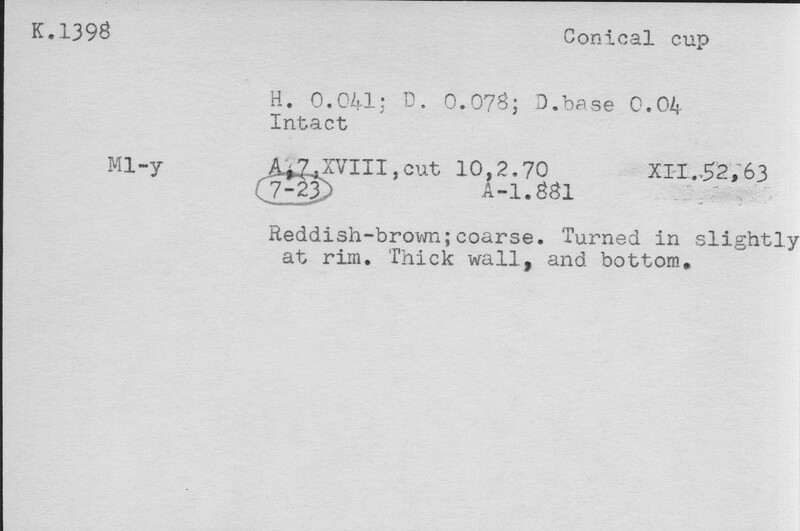 K.1398 Conical cup
H. 0.041; D. 0.078; D.base 0.04
Intact
M1-y A,7,XVIII,cut 10,2.70 XII.52,63
7-23 A-1.881
Reddish-brown;coarse. Turned in slightly
at rim. Thick wall, and bottom.